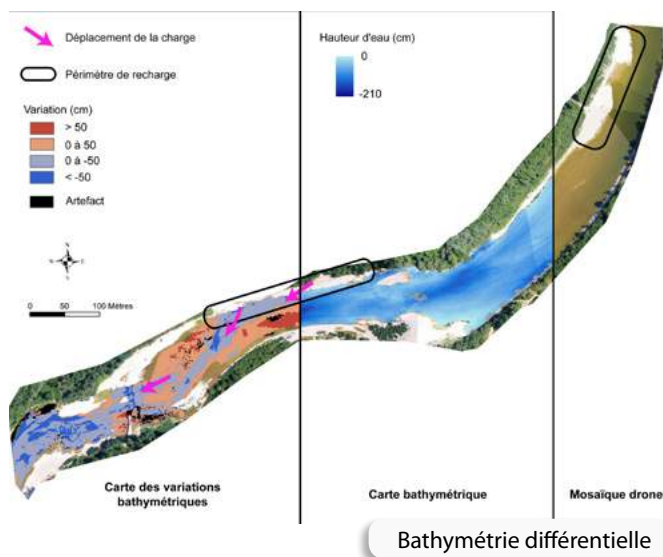 Déplacement de la charge
Périmètre de recharge
Variation (cm)
> 50
0 à 50
0 à -50
< -50
Artefact
N
O E
S
0 50 100 Mètres
Hauteur d'eau (cm)
0
-210
Carte des variations
bathymétriques
Carte bathymétrique
Mosaïque drone
Bathymétrie différentielle